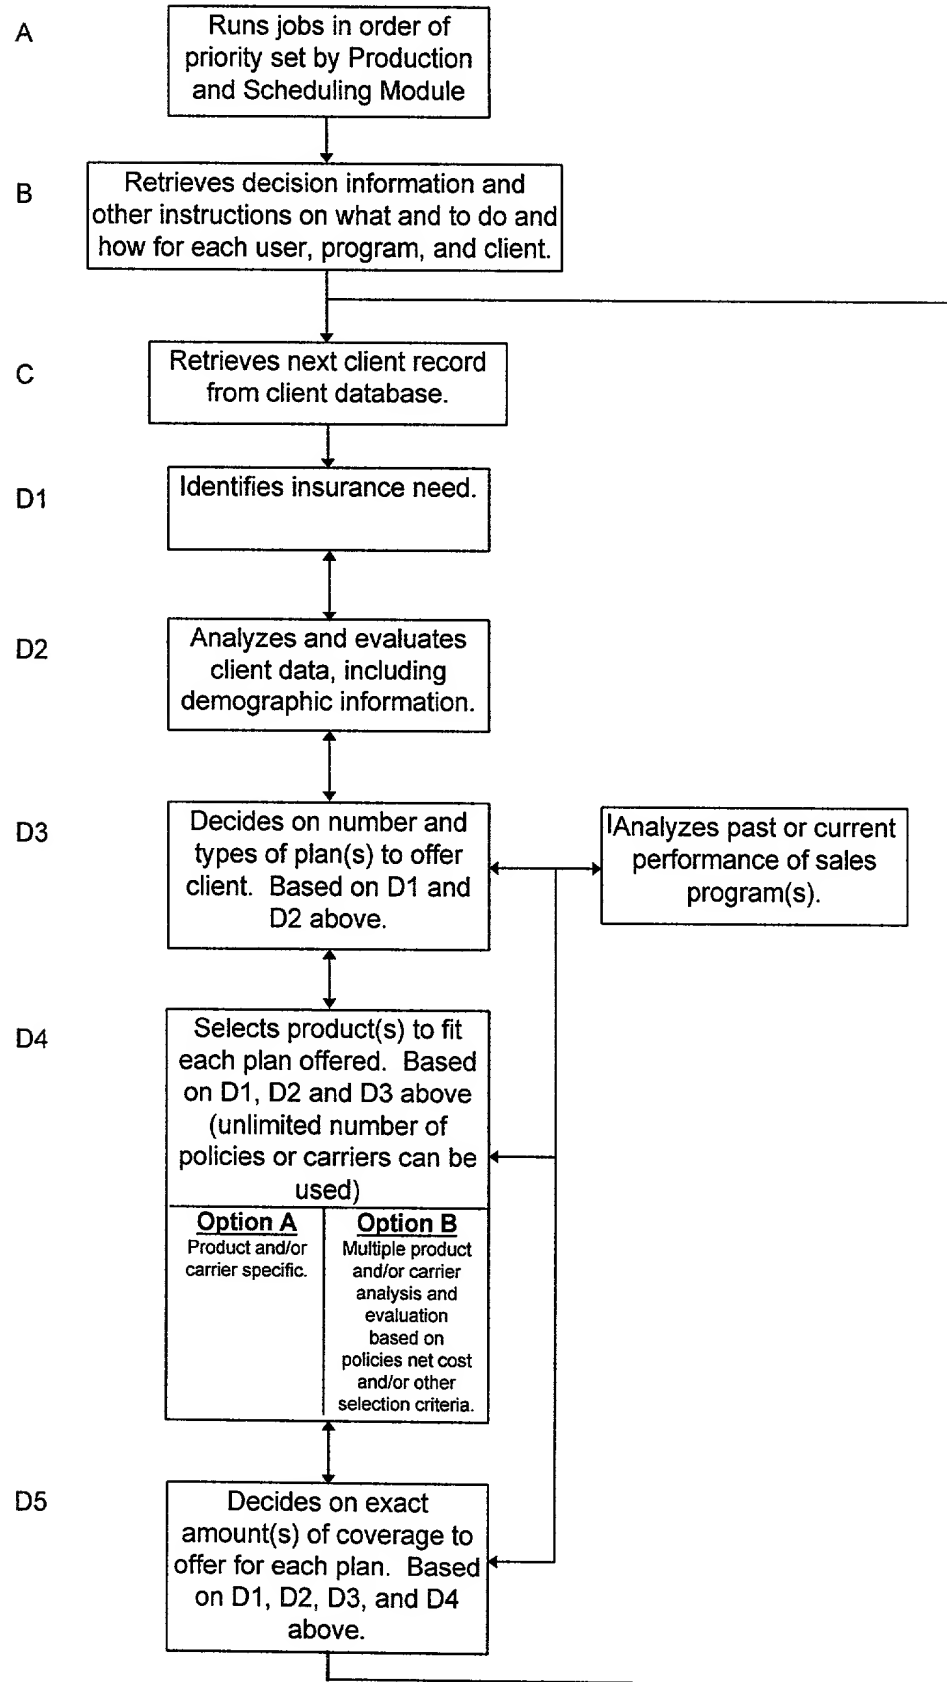 A
Runs jobs in order of
priority set by Production
and Scheduling Module
B
Retrieves decision information and
other instructions on what and to do and
how for each user, program, and client.
C
Retrieves next client record
from client database.
D1
Identifies insurance need.
D2
Analyzes and evaluates
client data, including
demographic information.
D3
Decides on number and
types of plan(s) to offer
client. Based on D1 and
D2 above.
lAnalyzes past or current
performance of sales
program(s).
D4
Selects product(s) to fit
each plan offered. Based
on D1, D2 and D3 above
(unlimited number of
policies or carriers can be
used)
Option A
Product and/or
carrier specific.
Option B
Multiple product
and/or carrier
analysis and
evaluation
based on
policies net cost
and/or other
selection criteria.
D5
Decides on exact
amount(s) of coverage to
offer for each plan. Based
on D1, D2, D3, and D4
above.